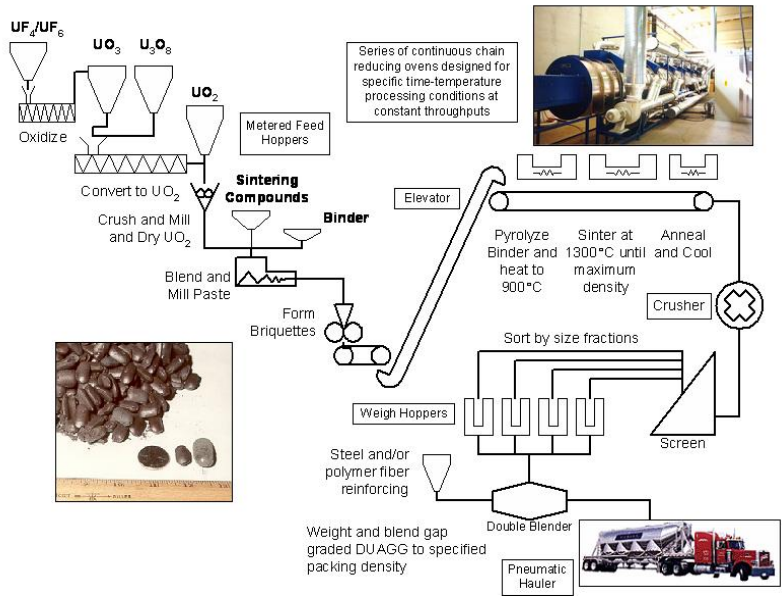 UF4/UF6
UO3
U3O8
UO2
Oxidize
Metered Feed
Hoppers
Convert to UO2
Crush and Mill
and Dry UO2
Sintering
Compounds
Binder
Blend and
Mill Paste
Form
Briquettes
Series of continuous chain
reducing ovens designed for
specific time-temperature
processing conditions at
constant throughputs
Elevator
Pyrolyze
Binder and
heat to
900°C
Sinter at
1300°C until
maximum
density
Anneal
and Cool
Crusher
Sort by size fractions
Weigh Hoppers
Screen
Steel and/or
polymer fiber
reinforcing
Double Blender
Weight and blend gap
graded DUAGG to specified
packing density
Pneumatic
Hauler